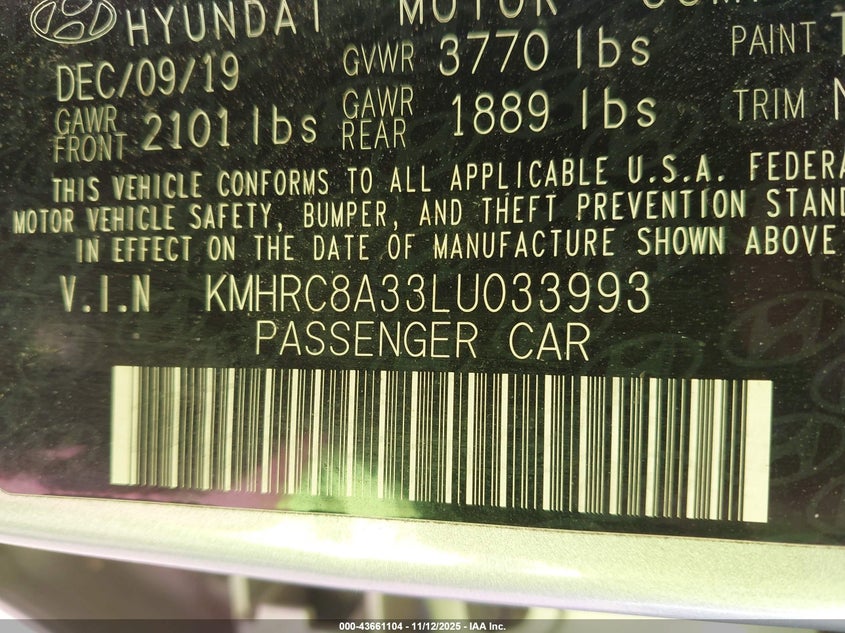 HYUNDAI MOTOR
DEC/09/19 GVWR 3770 lbs PAINT
GAWR FRONT 2101 lbs GAWR REAR 1889 lbs TRIM
THIS VEHICLE CONFORMS TO ALL APPLICABLE U.S.A. FEDERA
MOTOR VEHICLE SAFETY, BUMPER, AND THEFT PREVENTION STAND
IN EFFECT ON THE DATE OF MANUFACTURE SHOWN ABOVE
V.I.N KMHRC8A33LU033993
PASSENGER CAR
000-43661104 - 11/12/2025 - IAA Inc.